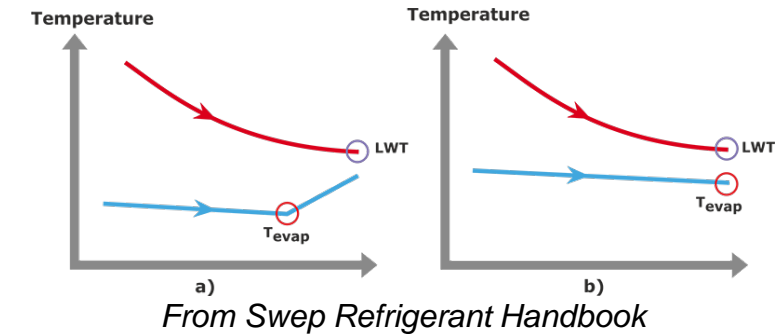 Temperature
LWT
Tevap
a)
Temperature
LWT
Tevap
b)
From Swep Refrigerant Handbook